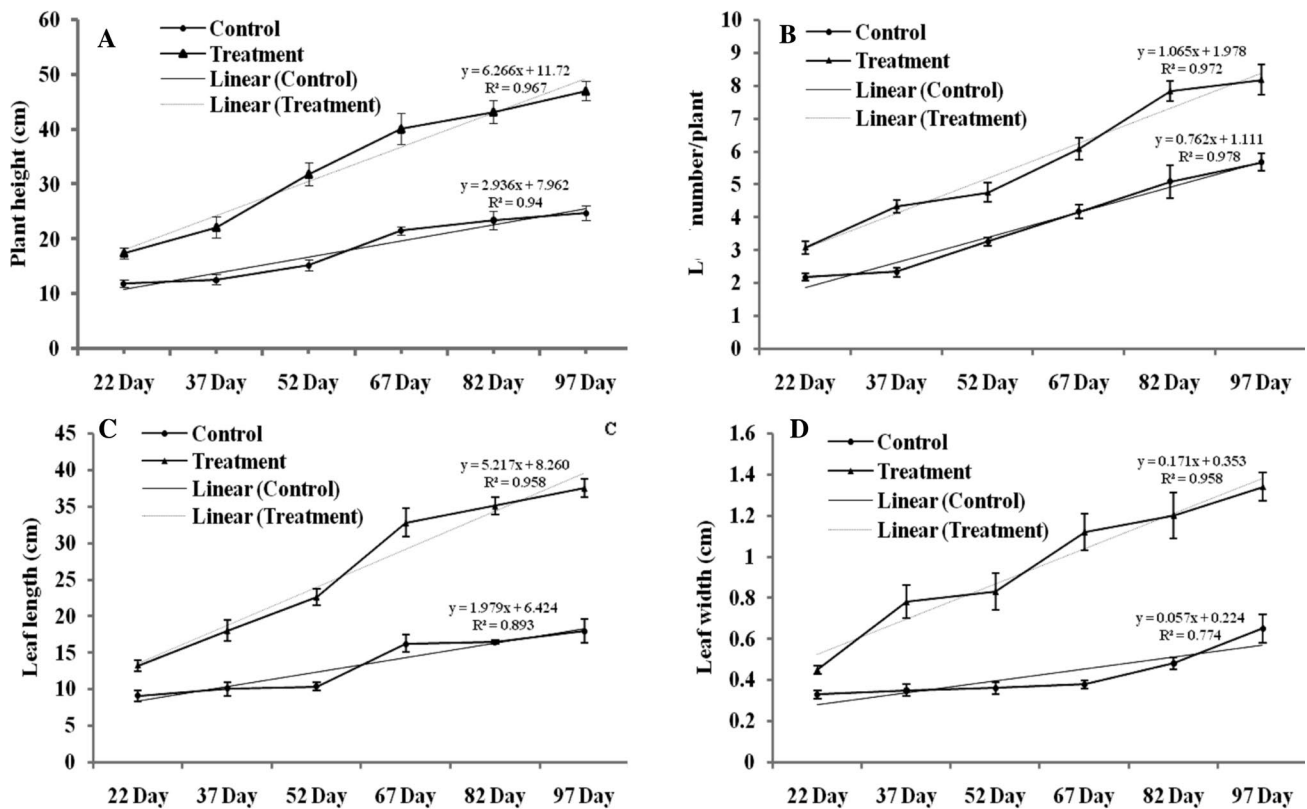 A
Control
Treatment
Linear (Control)
Linear (Treatment)
y = 6.266x + 11.72
R² = 0.967
2.936x + 7.962
R² = 0.94
Plant height (cm)
60
50
40
30
20
10
0
22 Day 37 Day 52 Day 67 Day 82 Day 97 Day
B
Control
Treatment
Linear (Control)
Linear (Treatment)
1.065x + 1.978
R² = 0.972
0.762x + 1.111
R² = 0.978
L number/plant
10
9
8
7
6
5
4
3
2
1
0
22 Day 37 Day 52 Day 67 Day 82 Day 97 Day
C
C
Control
Treatment
Linear (Control)
Linear (Treatment)
y = 5.217x + 8.260
R² = 0.958
y = 1.979x + 6.424
R² = 0.893
Leaf length (cm)
45
40
35
30
25
20
15
10
5
0
22 Day 37 Day 52 Day 67 Day 82 Day 97 Day
D
Control
Treatment
Linear (Control)
Linear (Treatment)
y = 0.171x + 0.353
R² = 0.958
y = 0.057x + 0.224
R² = 0.774
Leaf width (cm)
1.6
1.4
1.2
1
0.8
0.6
0.4
0.2
0
22 Day 37 Day 52 Day 67 Day 82 Day 97 Day